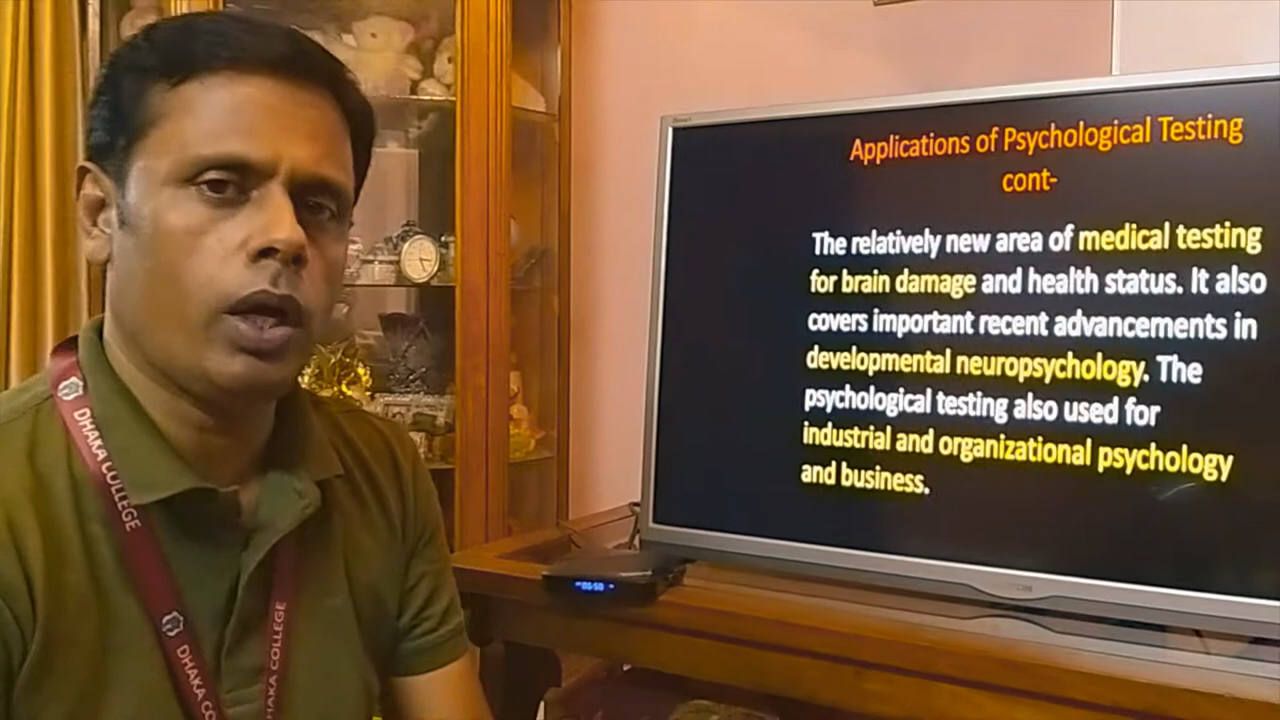 Applications of Psychological Testing
cont-
The relatively new area of medical testing
for brain damage and health status. It also
covers important recent advancements in
developmental neuropsychology. The
psychological testing also used for
industrial and organizational psychology
and business.
DHAKA COLLEGE
DHAKA CO
DHAKA COLLEGE